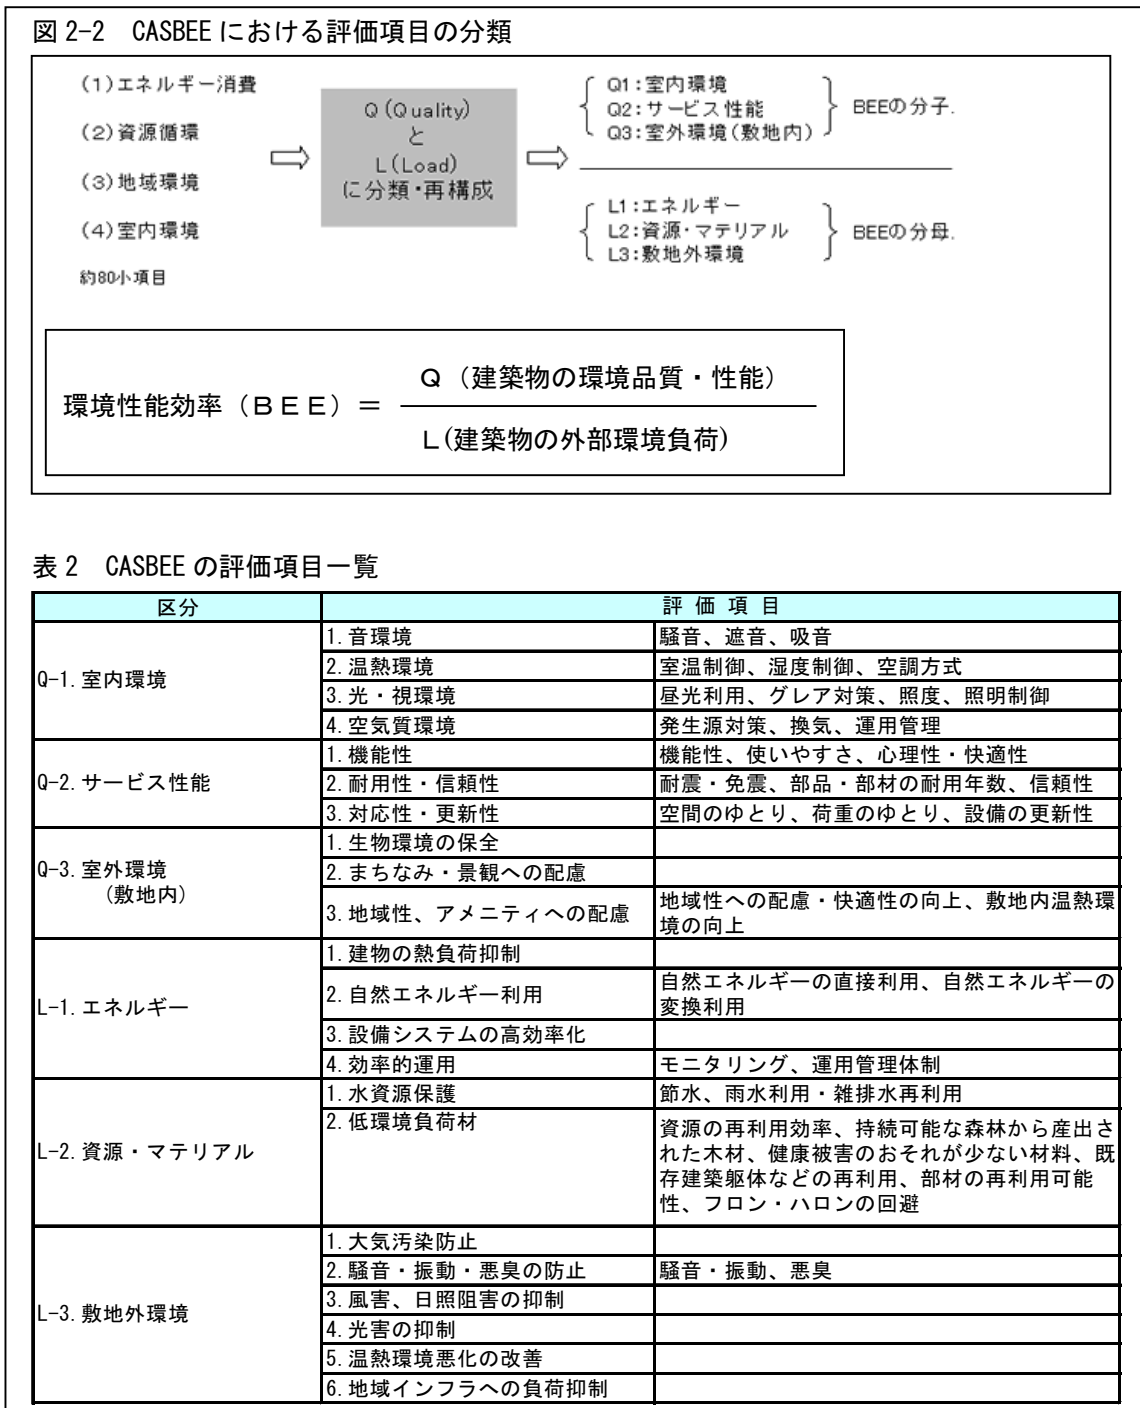 図 2-2 CASBEE における評価項目の分類
(1)エネルギー消費
(2)資源循環
(3)地域環境
(4)室内環境
約80小項目
Q(Quality)
と
L(Load)
に分類・再構成
Q1:室内環境
Q2:サービス性能
Q3:室外環境(敷地内)
BEEの分子.
L1:エネルギー
L2:資源・マテリアル
L3:敷地外環境
BEEの分母.
環境性能効率（ＢＥＥ）＝
Ｑ（建築物の環境品質・性能）
Ｌ(建築物の外部環境負荷)
表 2 CASBEE の評価項目一覧
区分 評 価 項 目
Q-1.室内環境
1.音環境 騒音、遮音、吸音
2.温熱環境 室温制御、湿度制御、空調方式
3.光・視環境 昼光利用、グレア対策、照度、照明制御
4.空気質環境 発生源対策、換気、運用管理
Q-2.サービス性能
1.機能性 機能性、使いやすさ、心理性・快適性
2.耐用性・信頼性 耐震・免震、部品・部材の耐用年数、信頼性
3.対応性・更新性 空間のゆとり、荷重のゆとり、設備の更新性
Q-3.室外環境
(敷地内)
1.生物環境の保全
2.まちなみ・景観への配慮
3.地域性、アメニティへの配慮
地域性への配慮・快適性の向上、敷地内温熱環
境の向上
L-1.エネルギー
1.建物の熱負荷抑制
2.自然エネルギー利用
自然エネルギーの直接利用、自然エネルギーの
変換利用
3.設備システムの高効率化
4.効率的運用 モニタリング、運用管理体制
L-2.資源・マテリアル
1.水資源保護 節水、雨水利用・雑排水再利用
2.低環境負荷材
資源の再利用効率、持続可能な森林から産出さ
れた木材、健康被害のおそれが少ない材料、既
存建築躯体などの再利用、部材の再利用可能
性、フロン・ハロンの回避
L-3.敷地外環境
1.大気汚染防止
2.騒音・振動・悪臭の防止 騒音・振動、悪臭
3.風害、日照阻害の抑制
4.光害の抑制
5.温熱環境悪化の改善
6.地域インフラへの負荷抑制